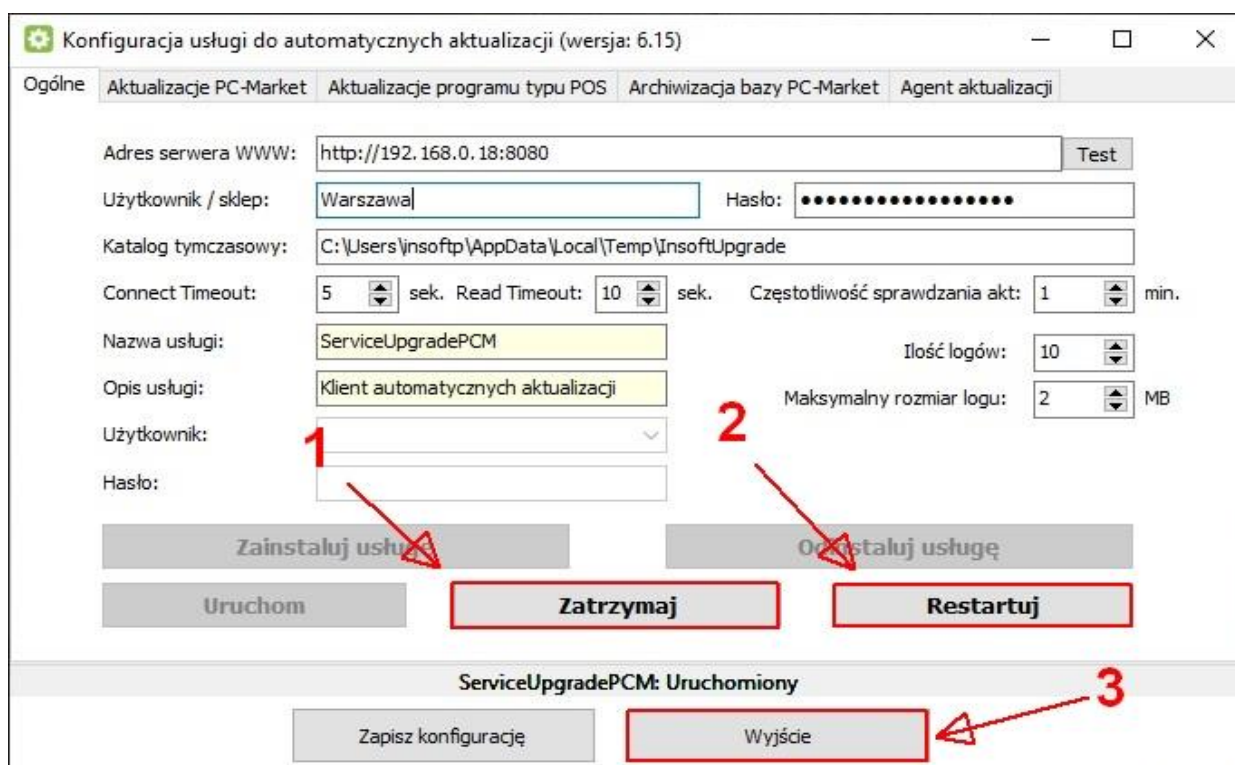 Konfiguracja usługi do automatycznych aktualizacji (wersja: 6.15)
Ogólne Aktualizacje PC-Market Aktualizacje programu typu POS Archiwizacja bazy PC-Market Agent aktualizacji
Adres serwera WWW: http://192.168.0.18:8080 Test
Użytkownik / sklep: Warszawa Hasło: ●●●●●●●●●●●●●●●●●
Katalog tymczasowy: C:\Users\insoftp\AppData\Local\Temp\InsoftUpgrade
Connect Timeout: 5 sek. Read Timeout: 10 sek. Częstotliwość sprawdzania akt: 1 min.
Nazwa usługi: ServiceUpgradePCM Ilość logów: 10
Opis usługi: Klient automatycznych aktualizacji Maksymalny rozmiar logu: 2 MB
Użytkownik:
1 2
Hasło:
Zainstaluj usługę Odinstaluj usługę
Uruchom Zatrzymaj Restartuj
ServiceUpgradePCM: Uruchomiony
3
Zapisz konfigurację Wyjście